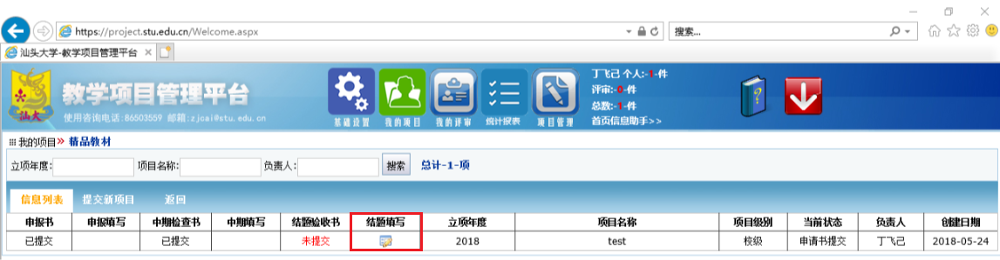 https://project.stu.edu.cn/Welcome.aspx
搜索...
汕头大学-教学项目管理平台
汕大
教学项目管理平台
使用咨询电话:86503559 邮箱:zjcai@stu.edu.cn
基础设置 我的项目 我的评审 统计报表 项目管理
丁飞己 个人:-1-件
评审:-0-件
总数:-1-件
首页信息助手>>
我的项目» 精品教材
立项年度: 项目名称: 负责人: 搜索 总计-1-项
信息列表 提交新项目 返回
申报书 申报填写 中期检查书 中期填写 结题验收书 结题填写 立项年度 项目名称 项目级别 当前状态 负责人 创建日期
已提交 已提交 未提交 2018 test 校级 申请书提交 丁飞己 2018-05-24